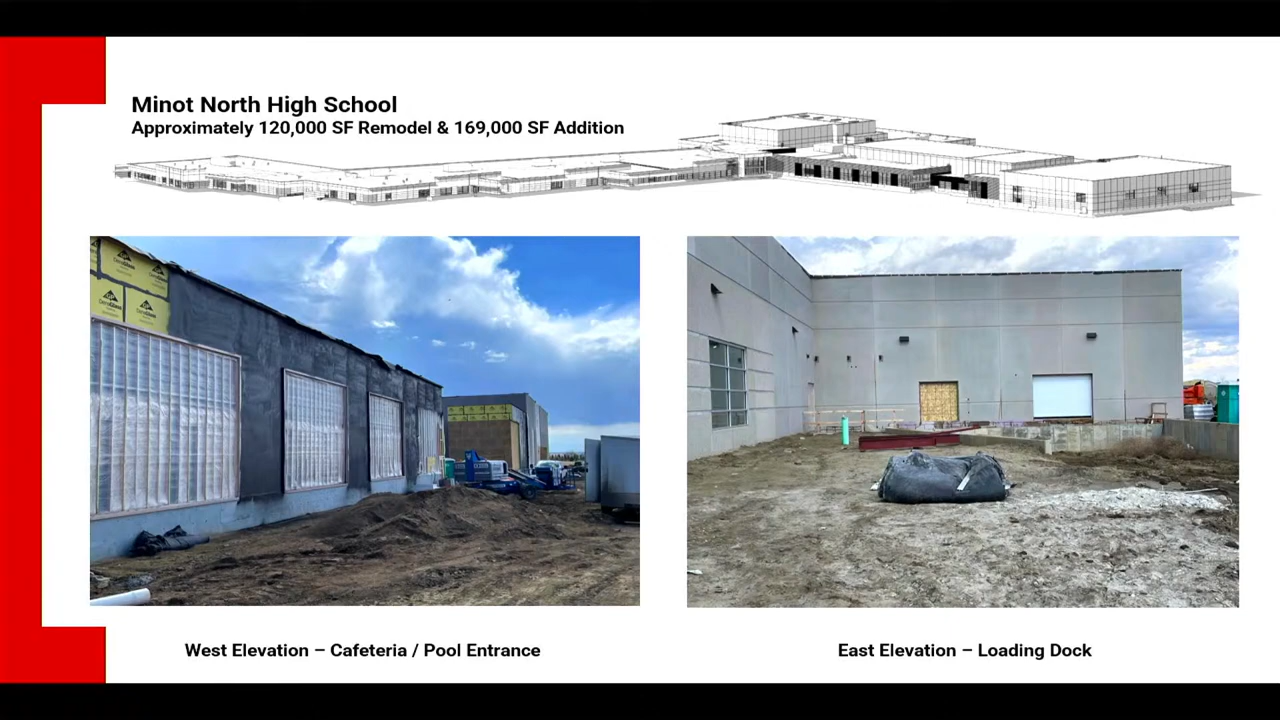 Minot North High School
Approximately 120,000 SF Remodel & 169,000 SF Addition
West Elevation – Cafeteria / Pool Entrance
East Elevation – Loading Dock